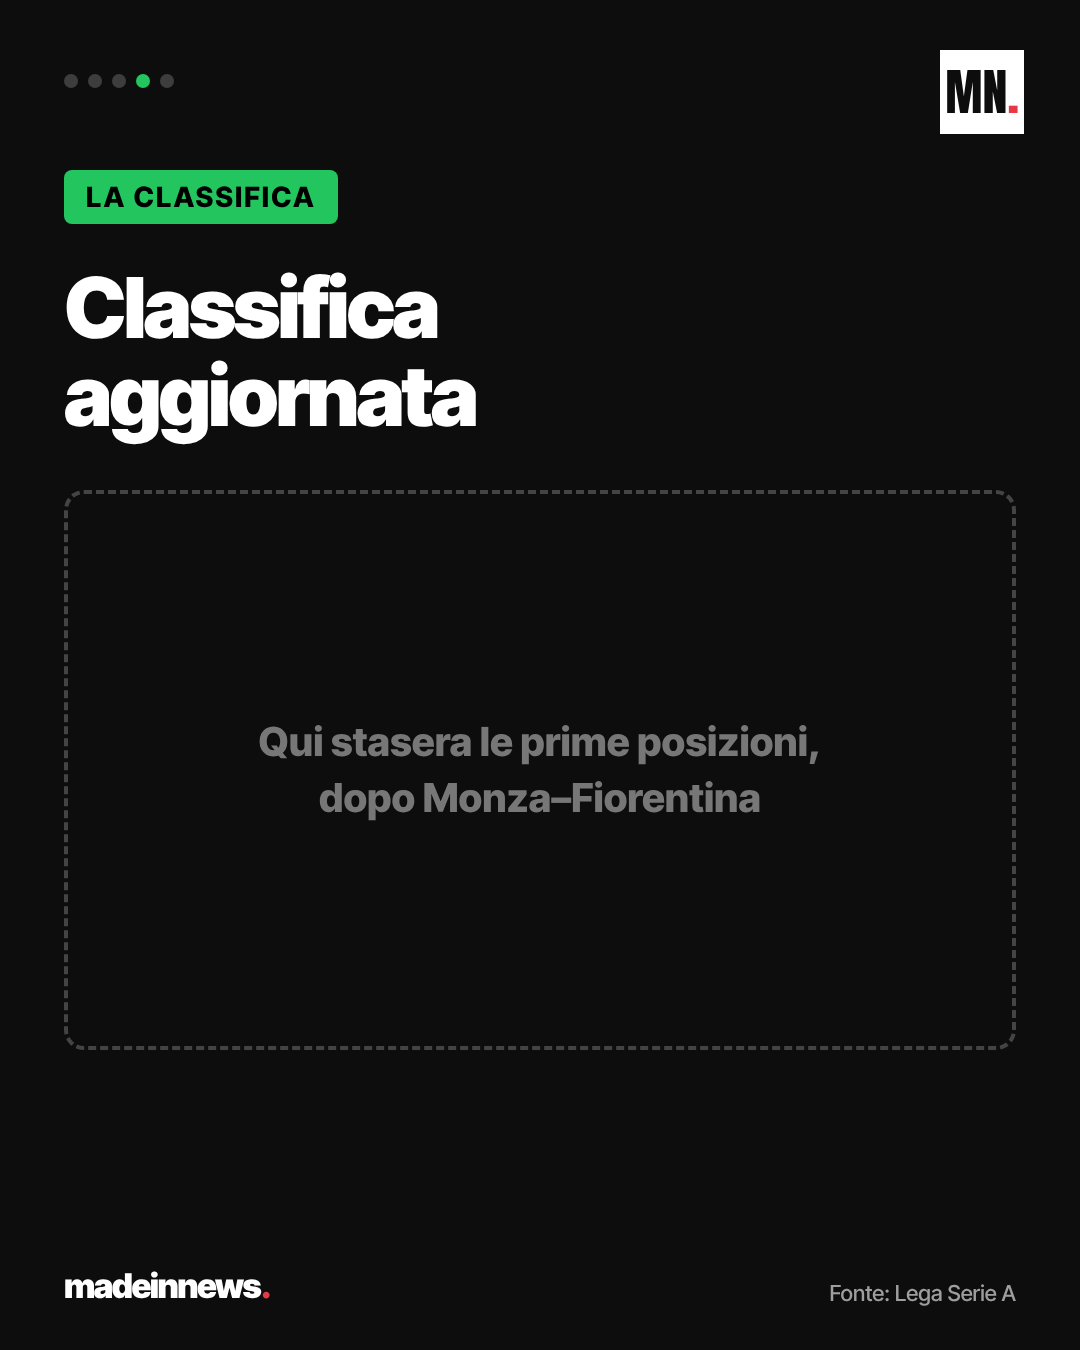 MN.
LA CLASSIFICA
Classifica
aggiornata
Qui stasera le prime posizioni,
dopo Monza–Fiorentina
madeinnews.
Fonte: Lega Serie A